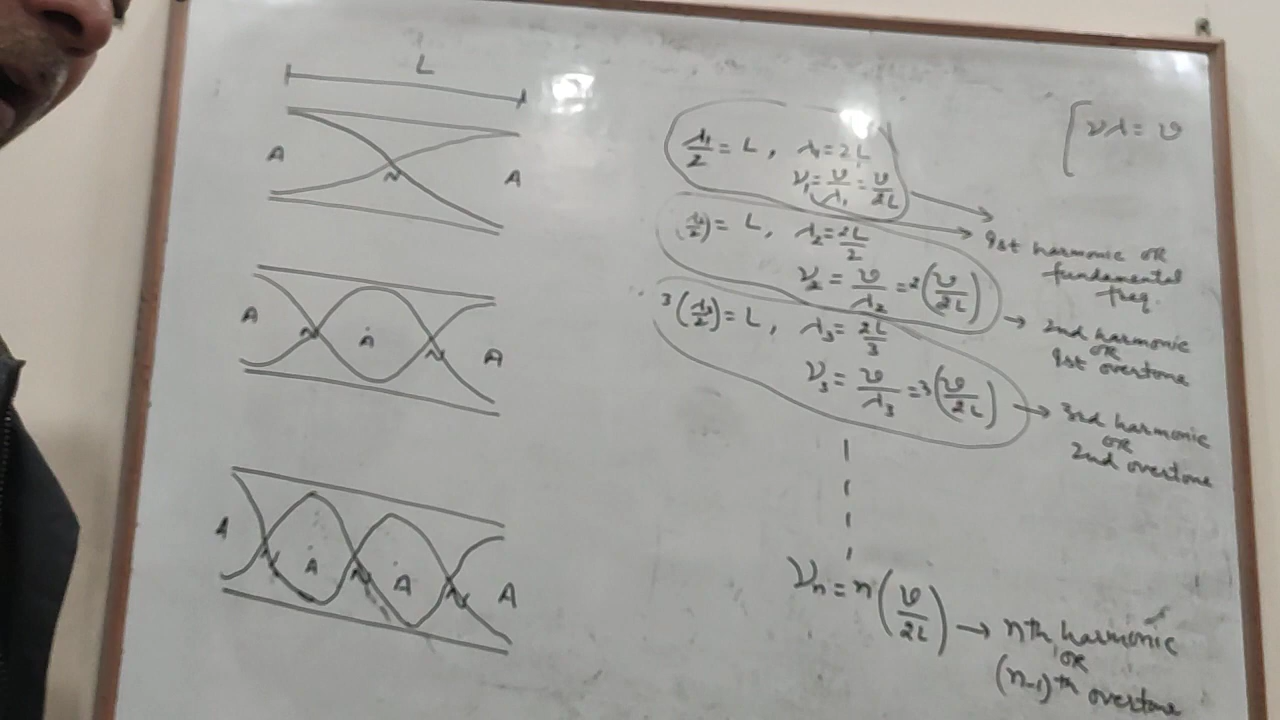 L
A N A
A N A N A
A N A N A N A
νλ = v
λ₁/2 = L, λ₁ = 2L
ν₁ = v/λ₁ = v/2L
1st harmonic OR
fundamental
freq.
(λ₂/2) = L, λ₂ = 2L/2
ν₂ = v/λ₂ = 2(v/2L)
2nd harmonic
OR
1st overtone
3(λ₃/2) = L, λ₃ = 2L/3
ν₃ = v/λ₃ = 3(v/2L)
3rd harmonic
OR
2nd overtone
νₙ = n(v/2L) → nth harmonic
OR
(n-1)ᵗʰ overtone